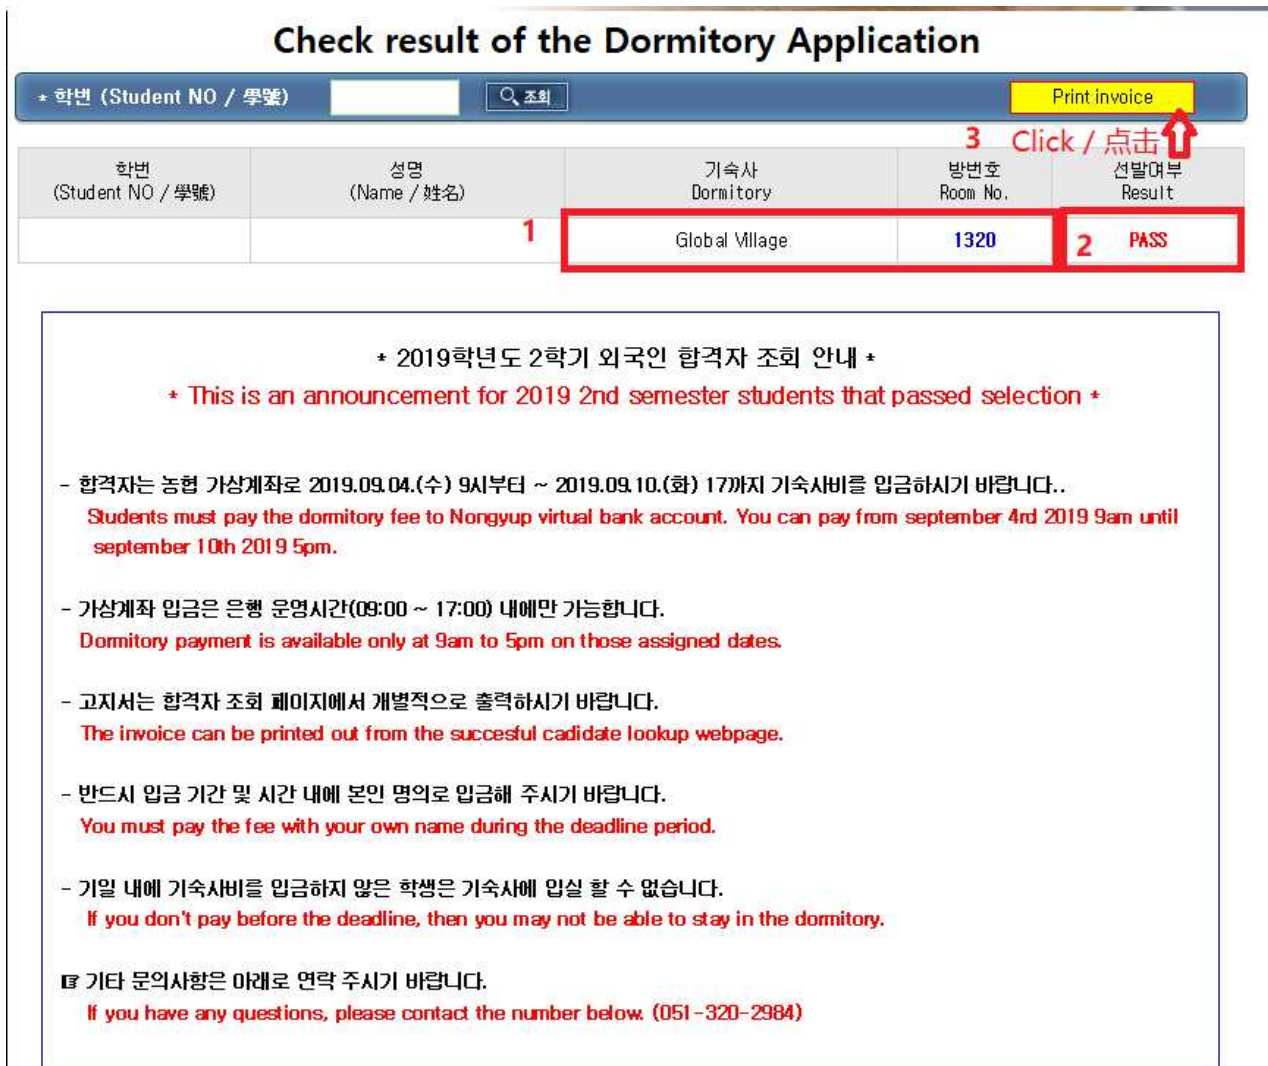 Check result of the Dormitory Application
* 학번 (Student NO / 學號) 조회 Print invoice
3 Click / 点击
학번 성명 기숙사 방번호 선발여부
(Student NO / 學號) (Name / 姓名) Dormitory Room No. Result
1 Global Village 1320 2 PASS
* 2019학년도 2학기 외국인 합격자 조회 안내 *
* This is an announcement for 2019 2nd semester students that passed selection *
- 합격자는 농협 가상계좌로 2019.09.04.(수) 9시부터 ~ 2019.09.10.(화) 17까지 기숙사비를 입금하시기 바랍니다..
Students must pay the dormitory fee to Nongyup virtual bank account. You can pay from september 4rd 2019 9am until
september 10th 2019 5pm.
- 가상계좌 입금은 은행 운영시간(09:00 ~ 17:00) 내에만 가능합니다.
Dormitory payment is available only at 9am to 5pm on those assigned dates.
- 고지서는 합격자 조회 페이지에서 개별적으로 출력하시기 바랍니다.
The invoice can be printed out from the succesful cadidate lookup webpage.
- 반드시 입금 기간 및 시간 내에 본인 명의로 입금해 주시기 바랍니다.
You must pay the fee with your own name during the deadline period.
- 기일 내에 기숙사비를 입금하지 않은 학생은 기숙사에 입실 할 수 없습니다.
If you don't pay before the deadline, then you may not be able to stay in the dormitory.
☞ 기타 문의사항은 아래로 연락 주시기 바랍니다.
If you have any questions, please contact the number below. (051-320-2984)